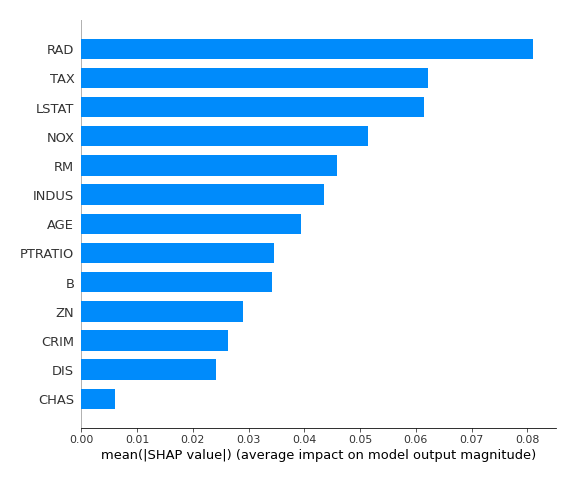 RAD
TAX
LSTAT
NOX
RM
INDUS
AGE
PTRATIO
B
ZN
CRIM
DIS
CHAS
0.00 0.01 0.02 0.03 0.04 0.05 0.06 0.07 0.08
mean(|SHAP value|) (average impact on model output magnitude)